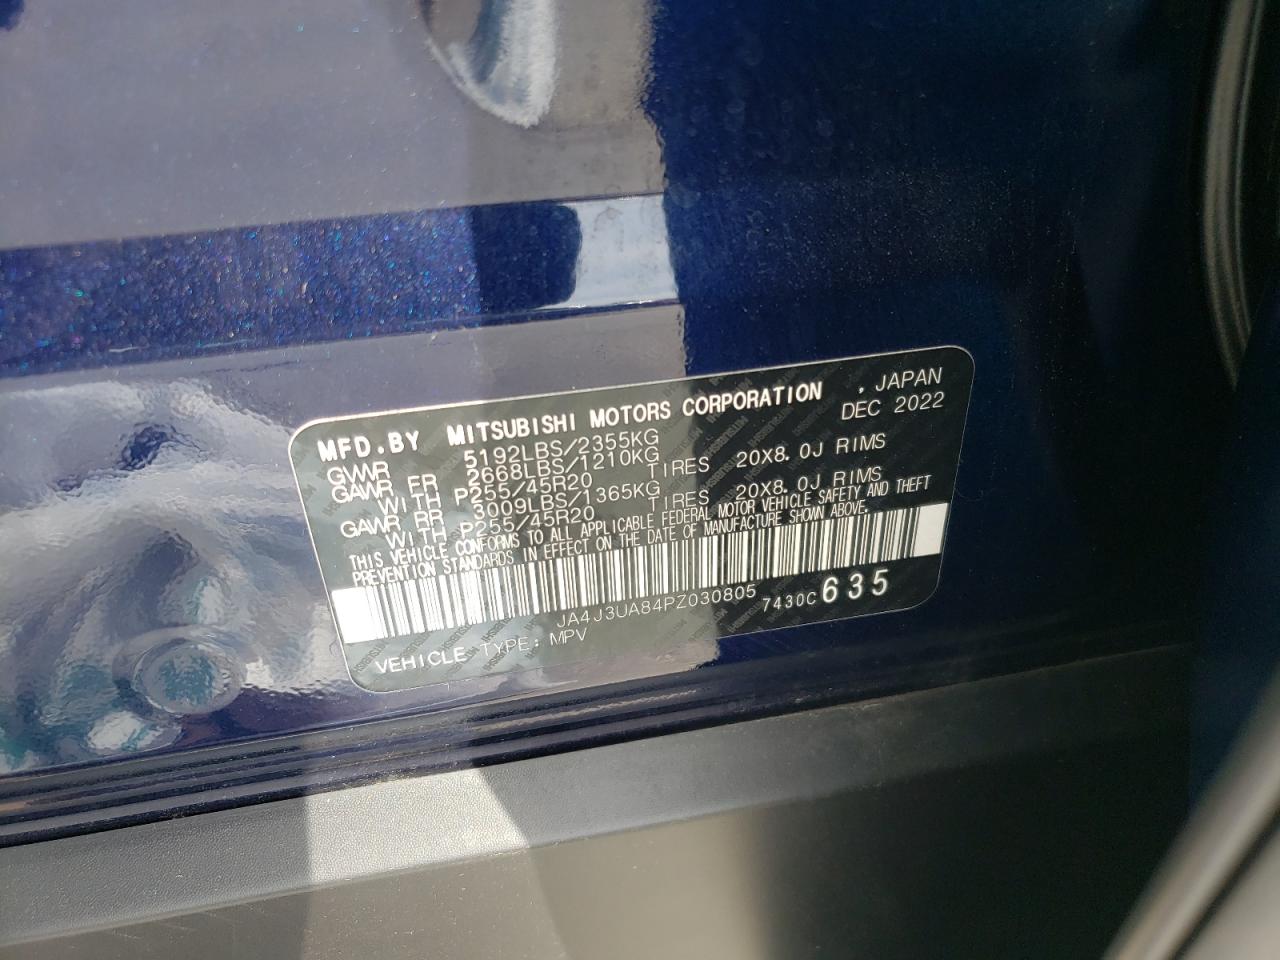 MFD.BY MITSUBISHI MOTORS CORPORATION , JAPAN
GVWR 5192LBS/2355KG DEC 2022
GAWR FR 2668LBS/1210KG
WITH P255/45R20 TIRES 20X8.0J RIMS
GAWR RR 3009LBS/1365KG
WITH P255/45R20 TIRES 20X8.0J RIMS
THIS VEHICLE CONFORMS TO ALL APPLICABLE FEDERAL MOTOR VEHICLE SAFETY AND THEFT
PREVENTION STANDARDS IN EFFECT ON THE DATE OF MANUFACTURE SHOWN ABOVE.
JA4J3UA84PZ030805 7430C 635
VEHICLE TYPE: MPV